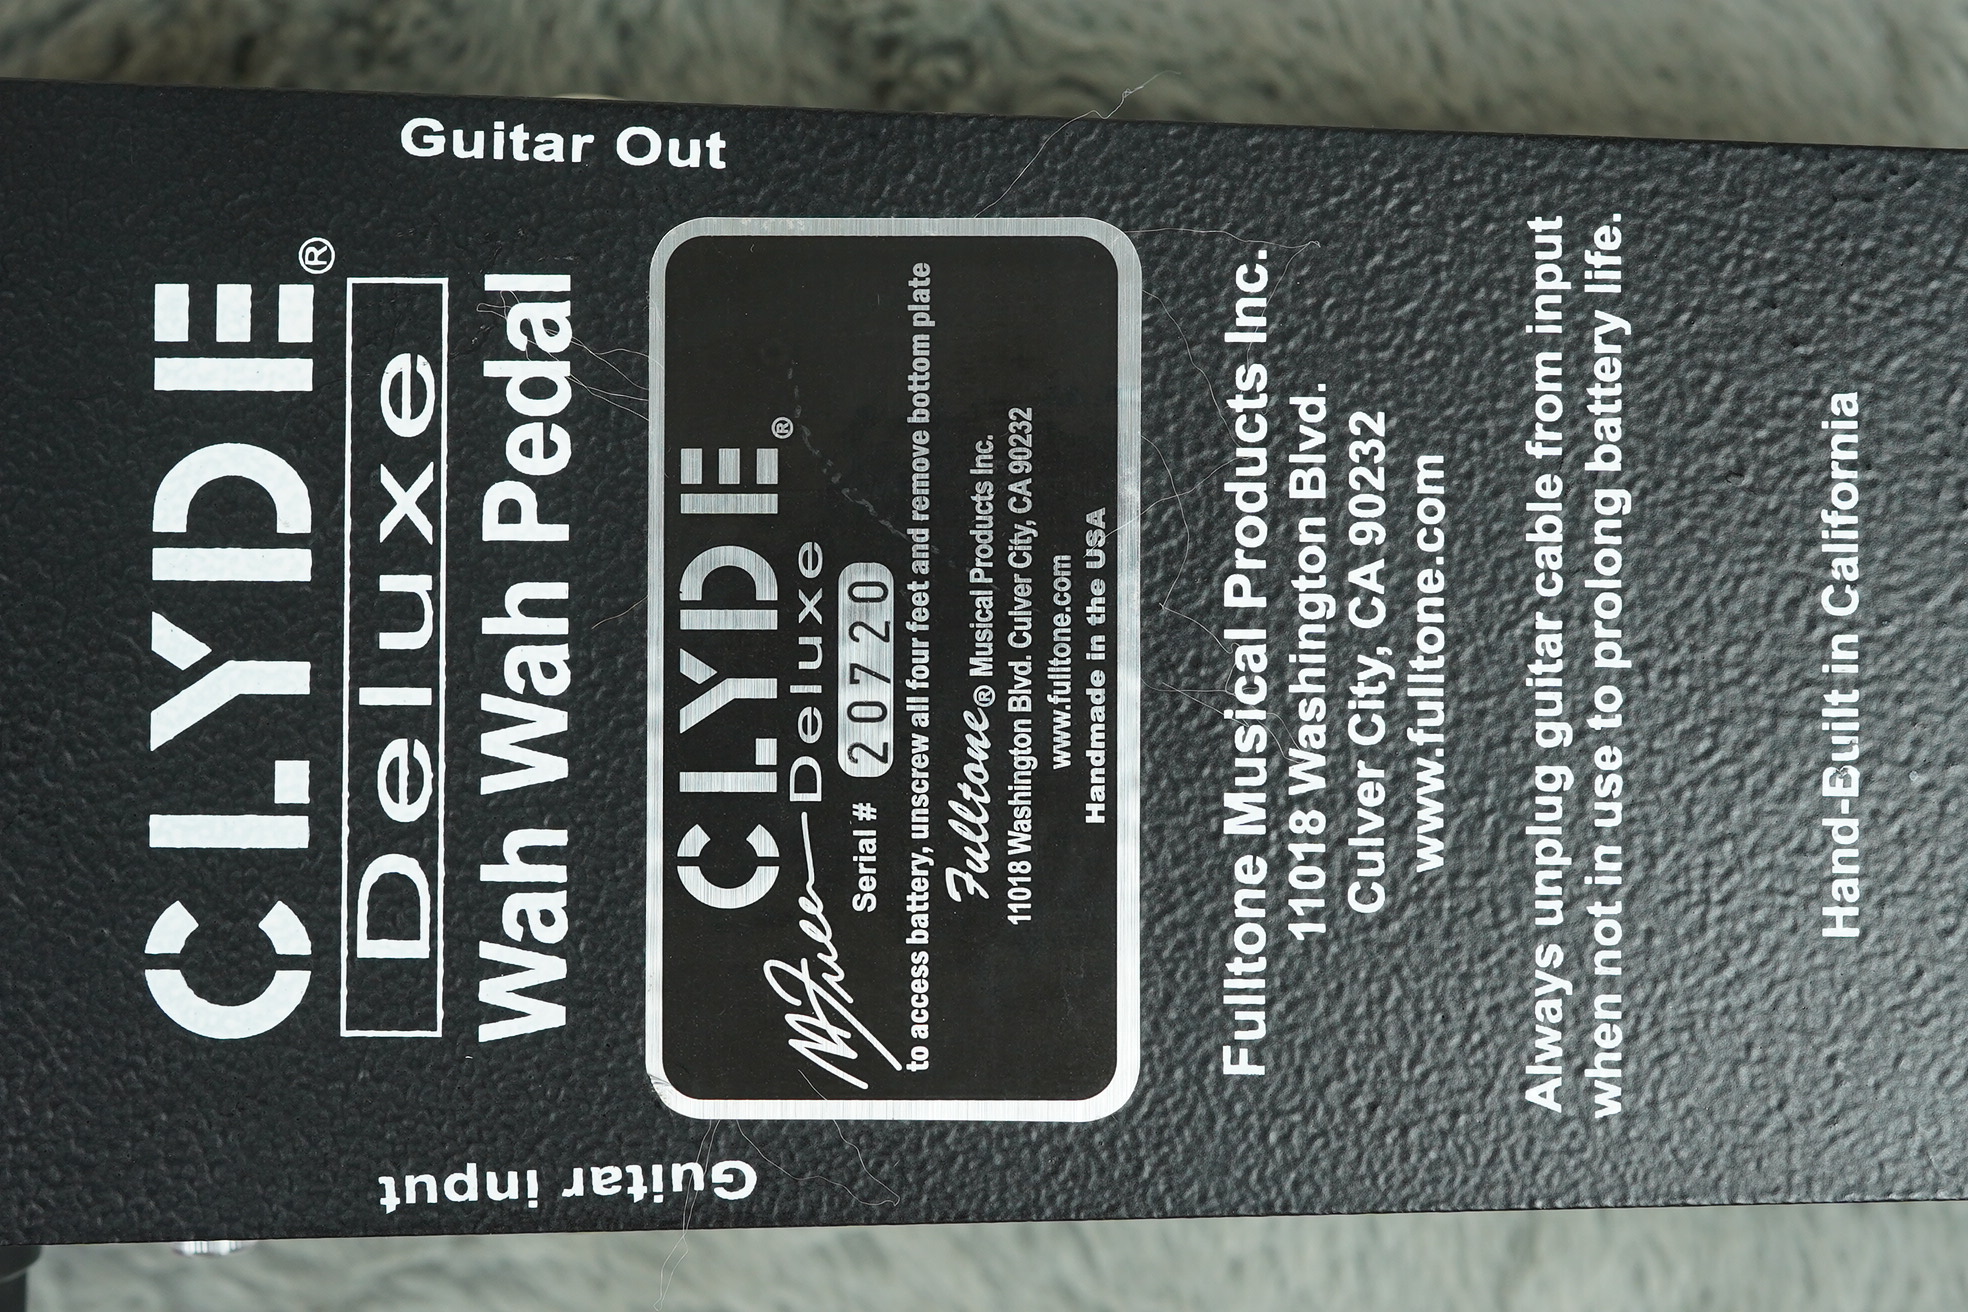 Guitar Out
CLYDE®
Deluxe
Wah Wah Pedal
CLYDE®
Deluxe
Serial # 20720
to access battery, unscrew all four feet and remove bottom plate
Fulltone® Musical Products Inc.
11018 Washington Blvd. Culver City, CA 90232
www.fulltone.com
Handmade in the USA
Fulltone Musical Products Inc.
11018 Washington Blvd.
Culver City, CA 90232
www.fulltone.com
Always unplug guitar cable from input
when not in use to prolong battery life.
Hand-Built in California
Guitar input